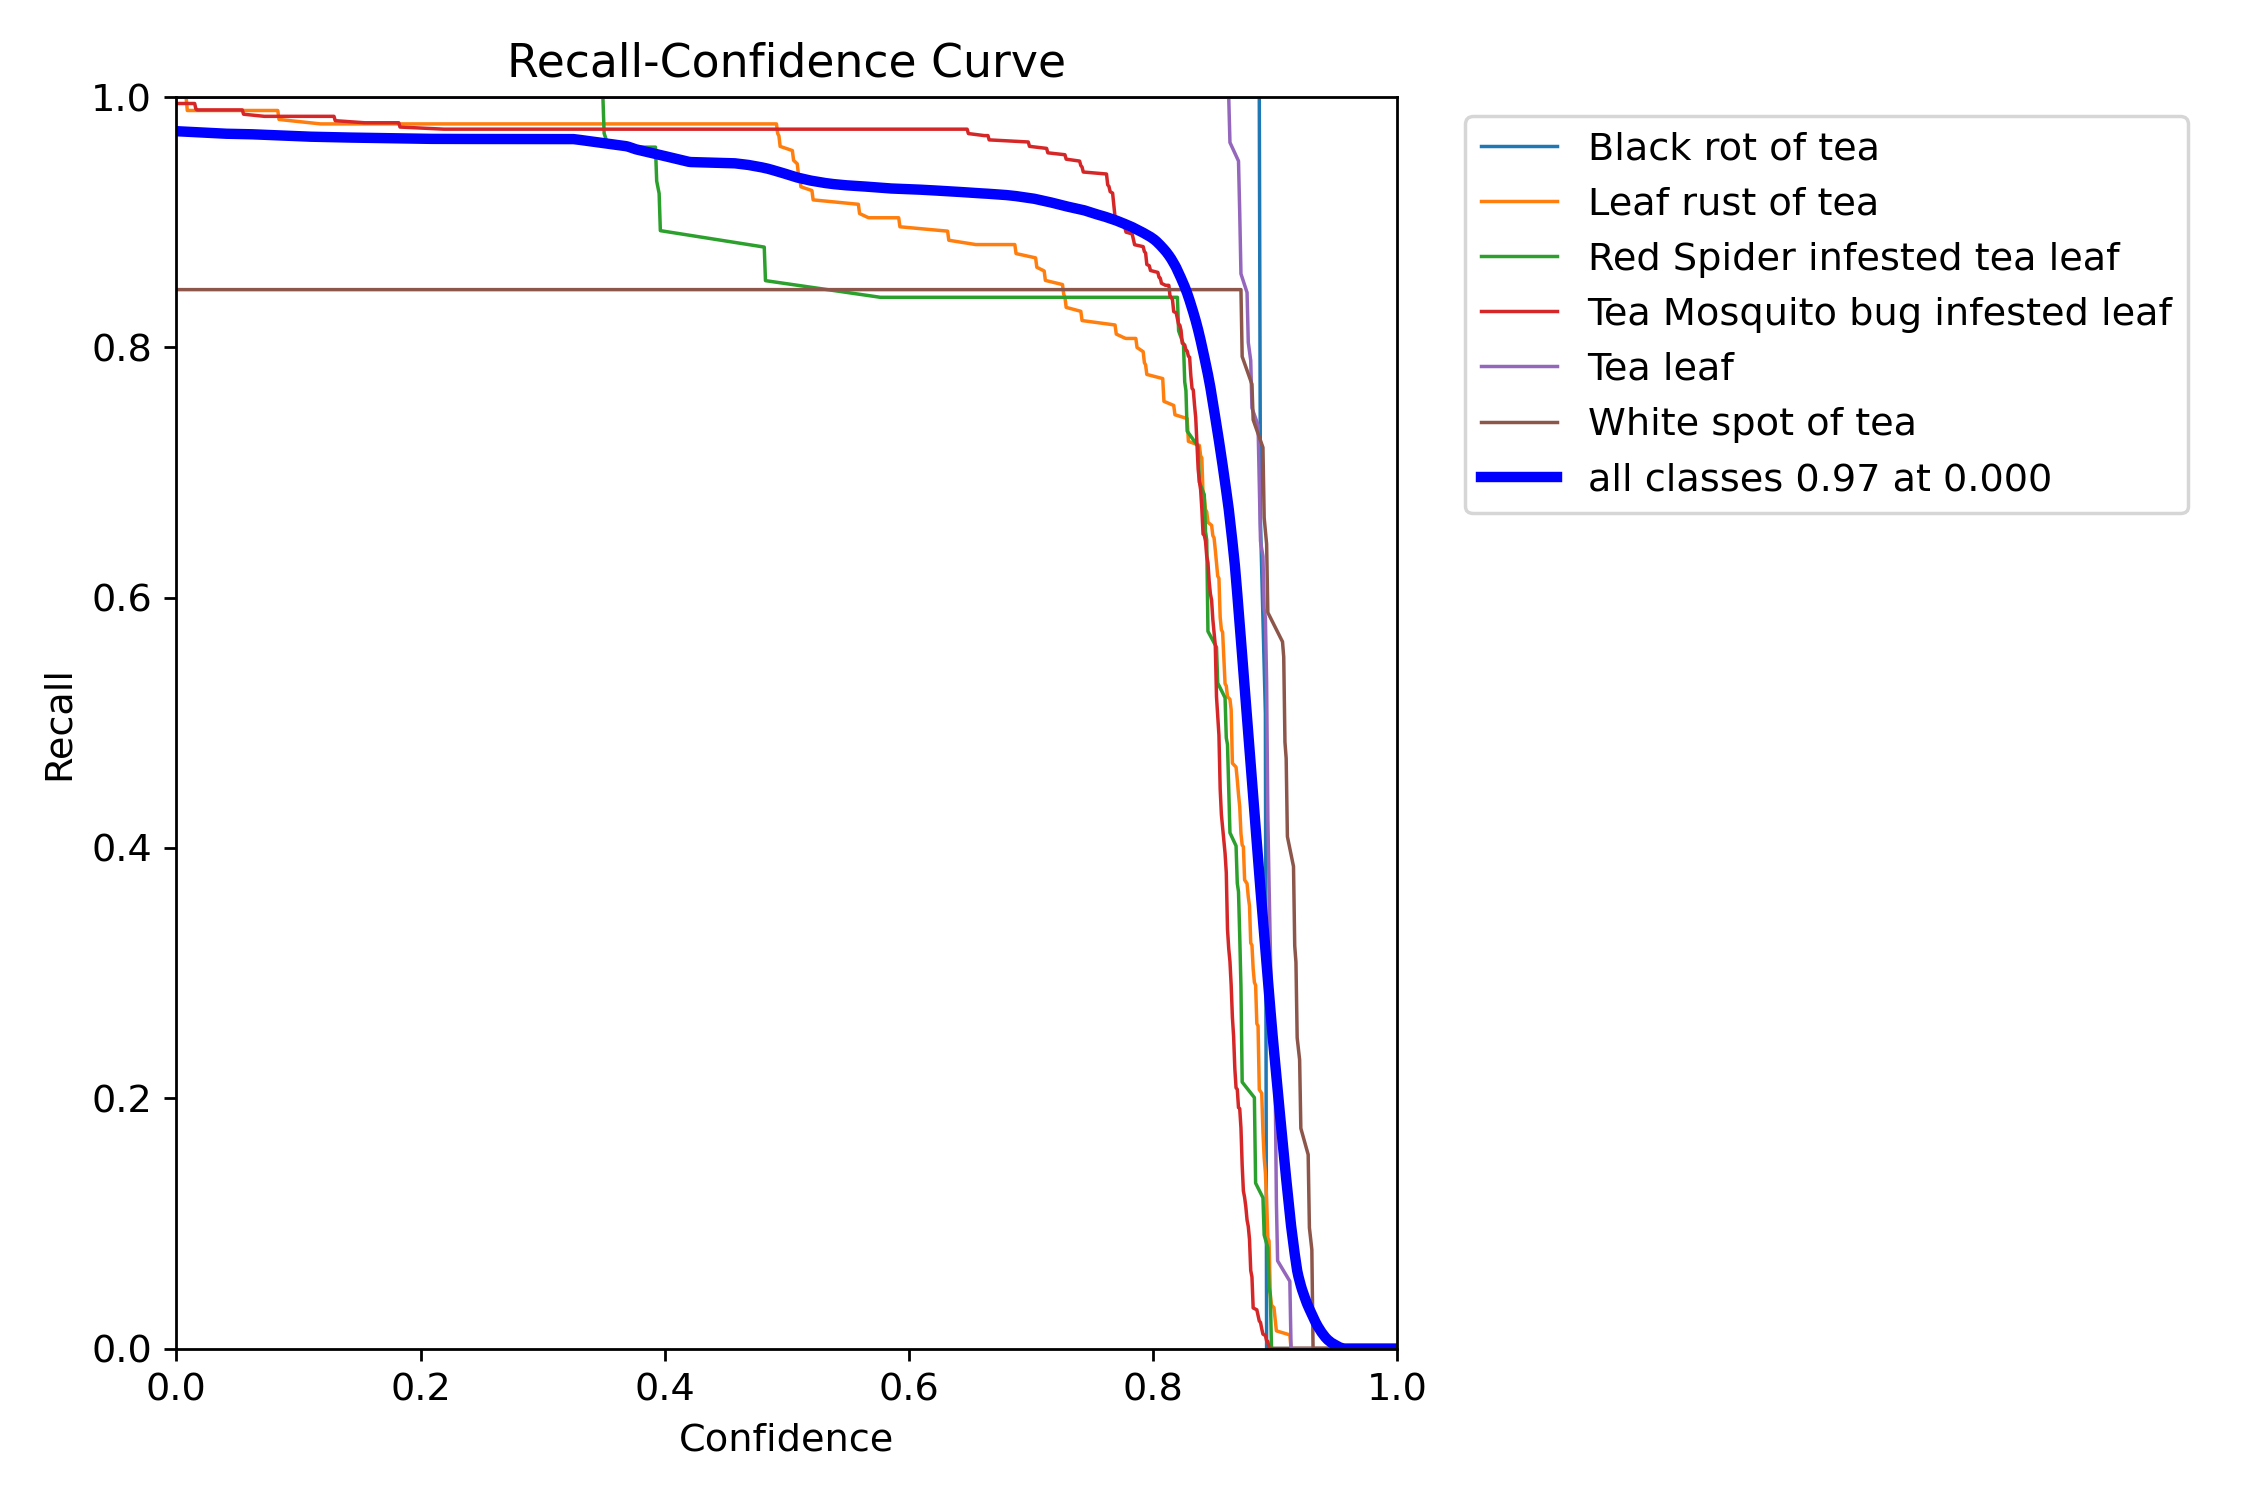 Recall-Confidence Curve
1.0
0.8
0.6
0.4
0.2
0.0
Recall
0.0 0.2 0.4 0.6 0.8 1.0
Confidence
Black rot of tea
Leaf rust of tea
Red Spider infested tea leaf
Tea Mosquito bug infested leaf
Tea leaf
White spot of tea
all classes 0.97 at 0.000